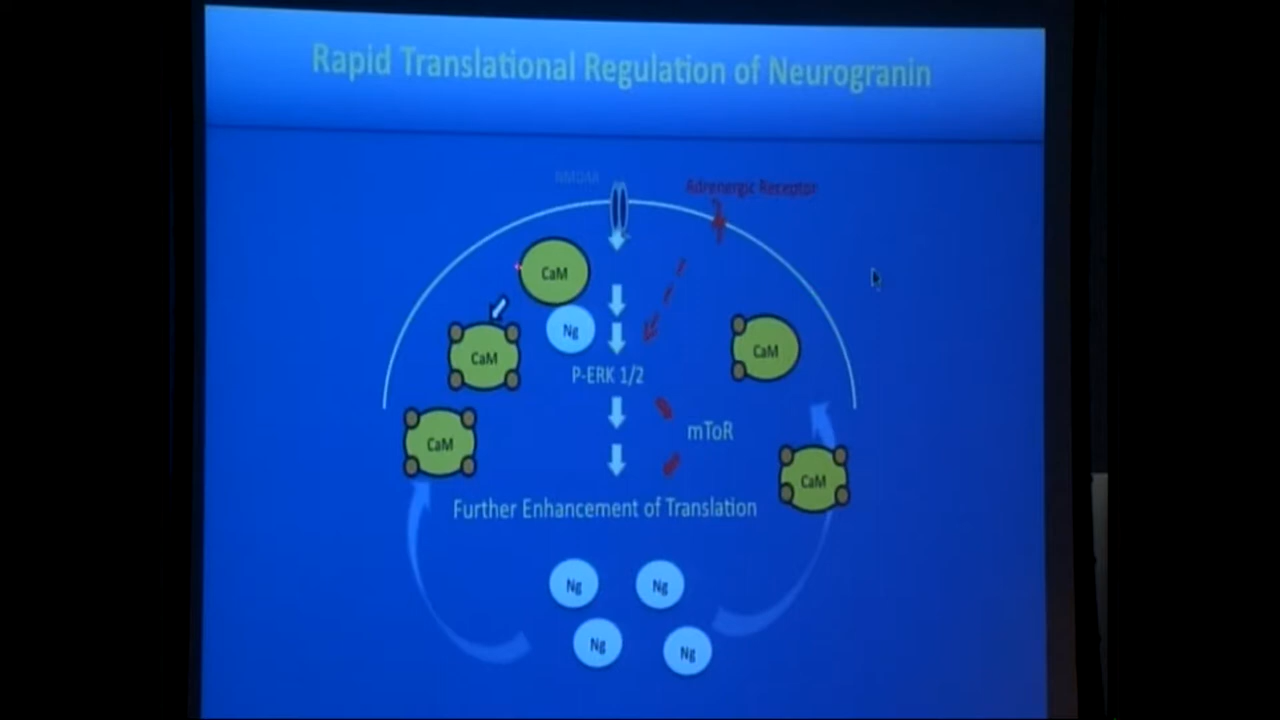 Rapid Translational Regulation of Neurogranin
NMDAR
Adrenergic Receptor
CaM
Ng
CaM
CaM
P-ERK 1/2
mToR
CaM
CaM
Further Enhancement of Translation
Ng
Ng
Ng
Ng